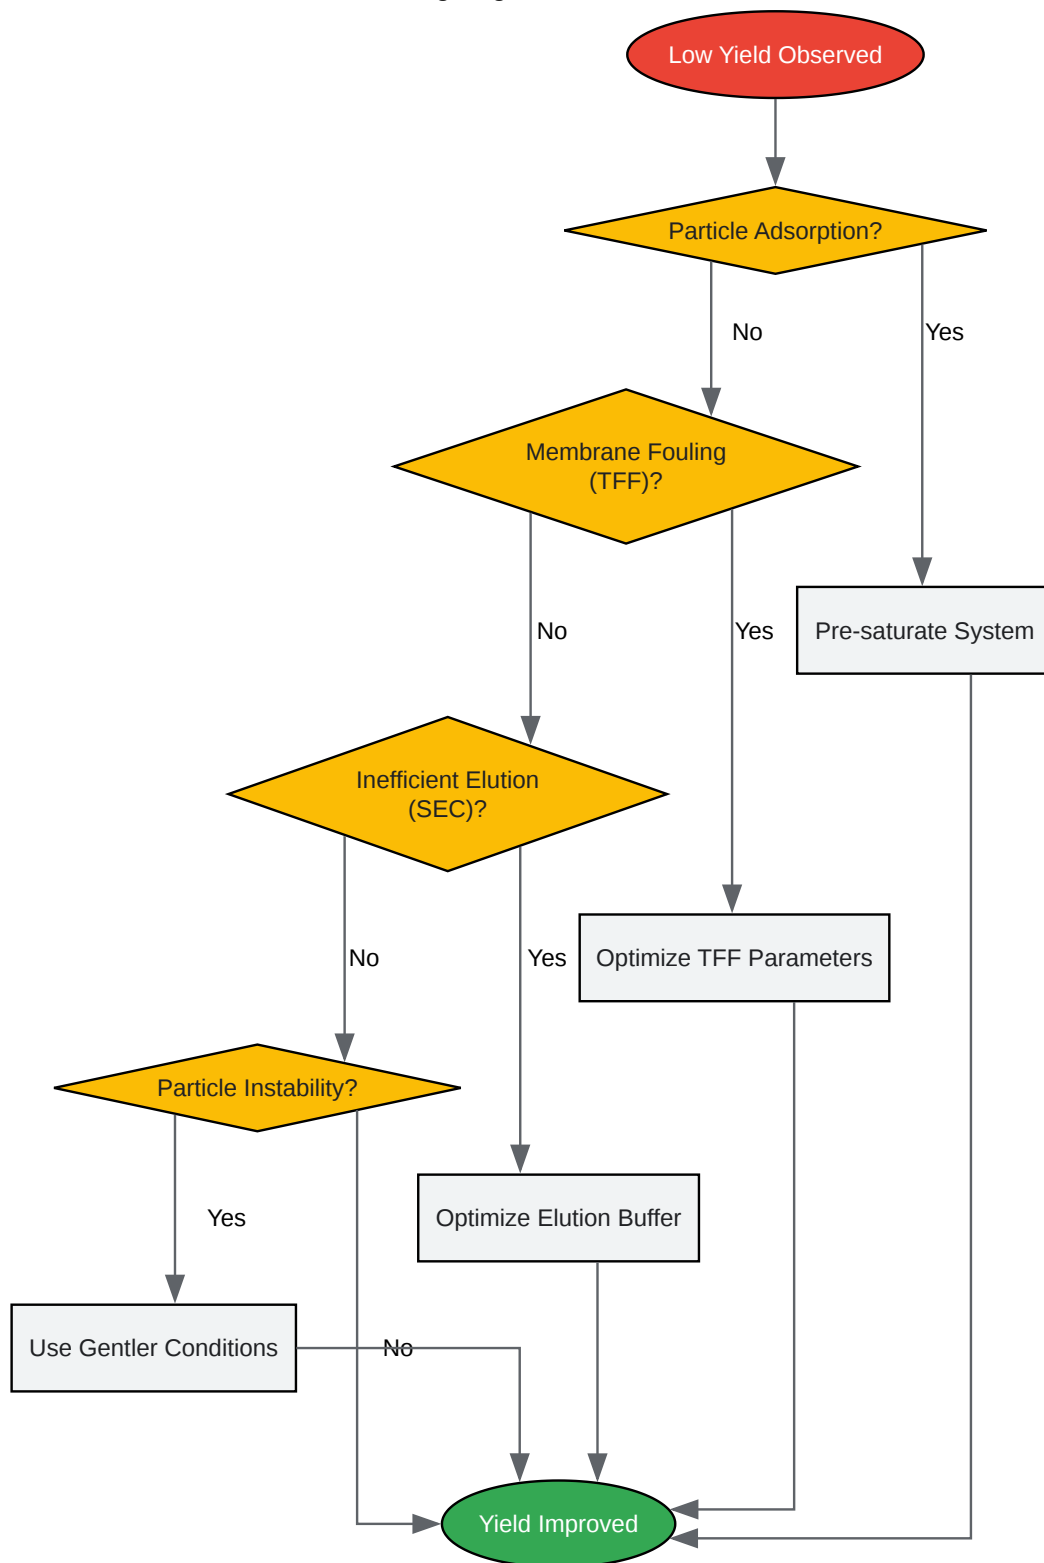 Low Yield Observed
Particle Adsorption?
No
Yes
Membrane Fouling
(TFF)?
No
Yes
Pre-saturate System
Inefficient Elution
(SEC)?
No
Yes
Optimize TFF Parameters
Particle Instability?
Yes
Optimize Elution Buffer
Use Gentler Conditions
No
Yield Improved